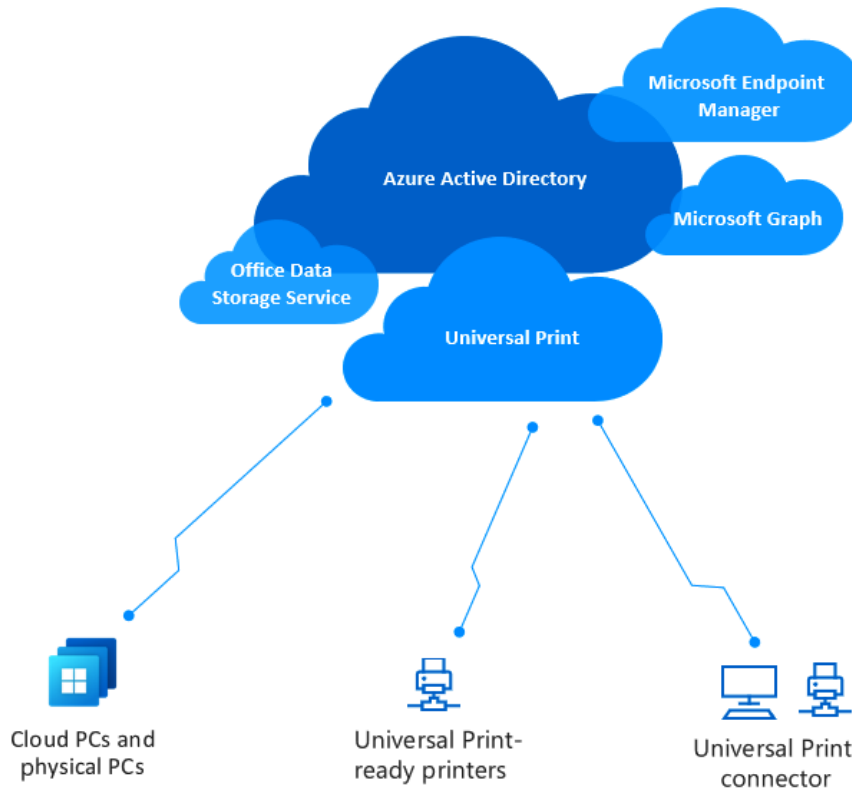 Microsoft Endpoint
Manager
Azure Active Directory
Microsoft Graph
Office Data
Storage Service
Universal Print
Cloud PCs and
physical PCs
Universal Print-
ready printers
Universal Print
connector